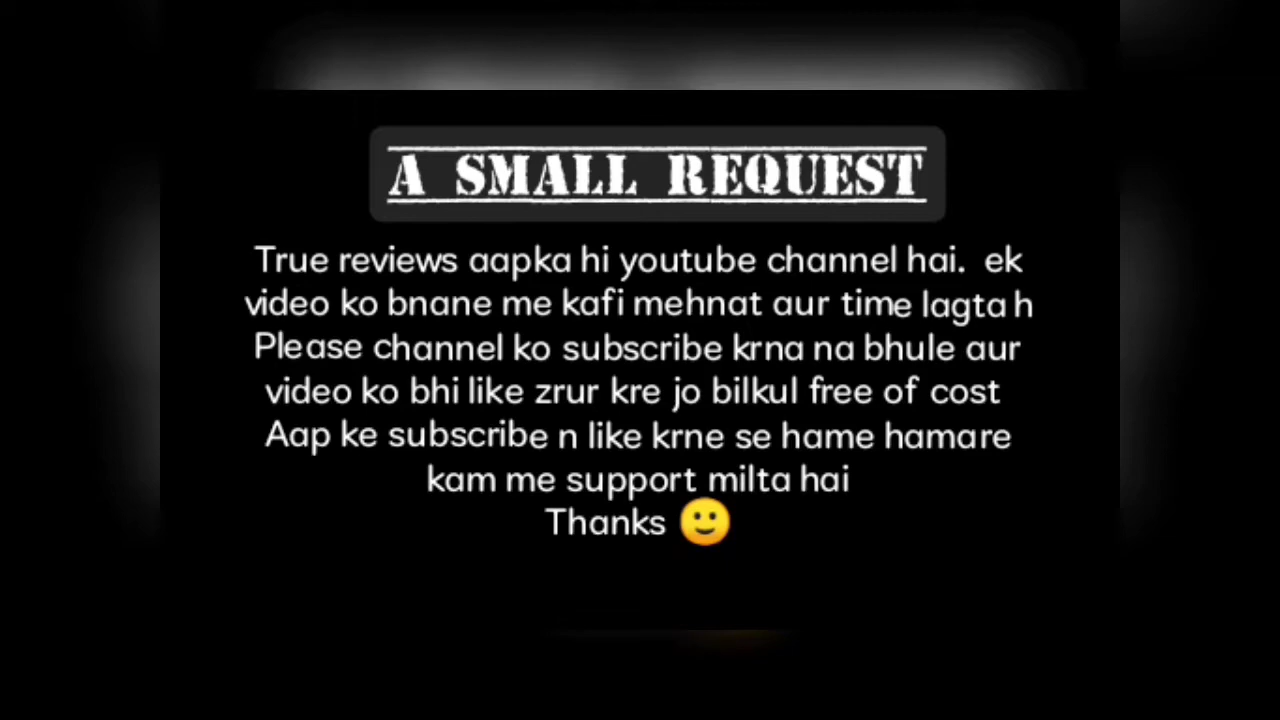 A SMALL REQUEST
True reviews aapka hi youtube channel hai. ek
video ko bnane me kafi mehnat aur time lagta h
Please channel ko subscribe krna na bhule aur
video ko bhi like zrur kre jo bilkul free of cost
Aap ke subscribe n like krne se hame hamare
kam me support milta hai
Thanks 🙂